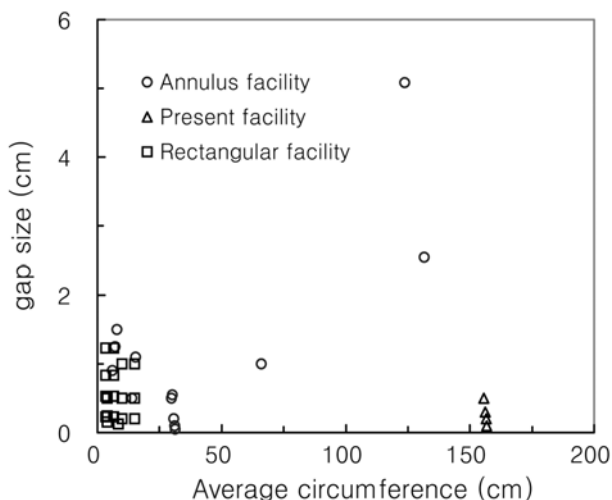 6
Annulus facility
Present facility
Rectangular facility
4
2
0
gap size (cm)
0 50 100 150 200
Average circumference (cm)